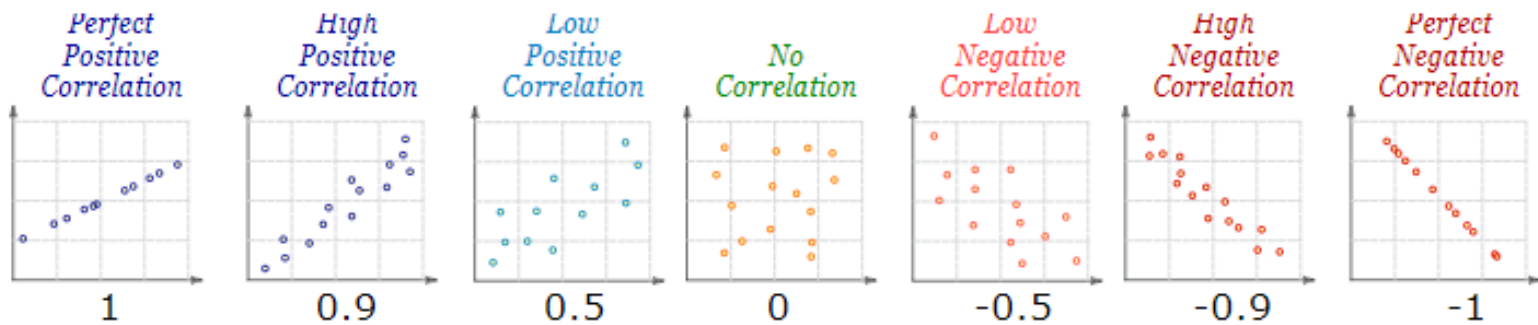 Perfect
Positive
Correlation
High
Positive
Correlation
Low
Positive
Correlation
No
Correlation
Low
Negative
Correlation
High
Negative
Correlation
Perfect
Negative
Correlation
1
0.9
0.5
0
-0.5
-0.9
-1